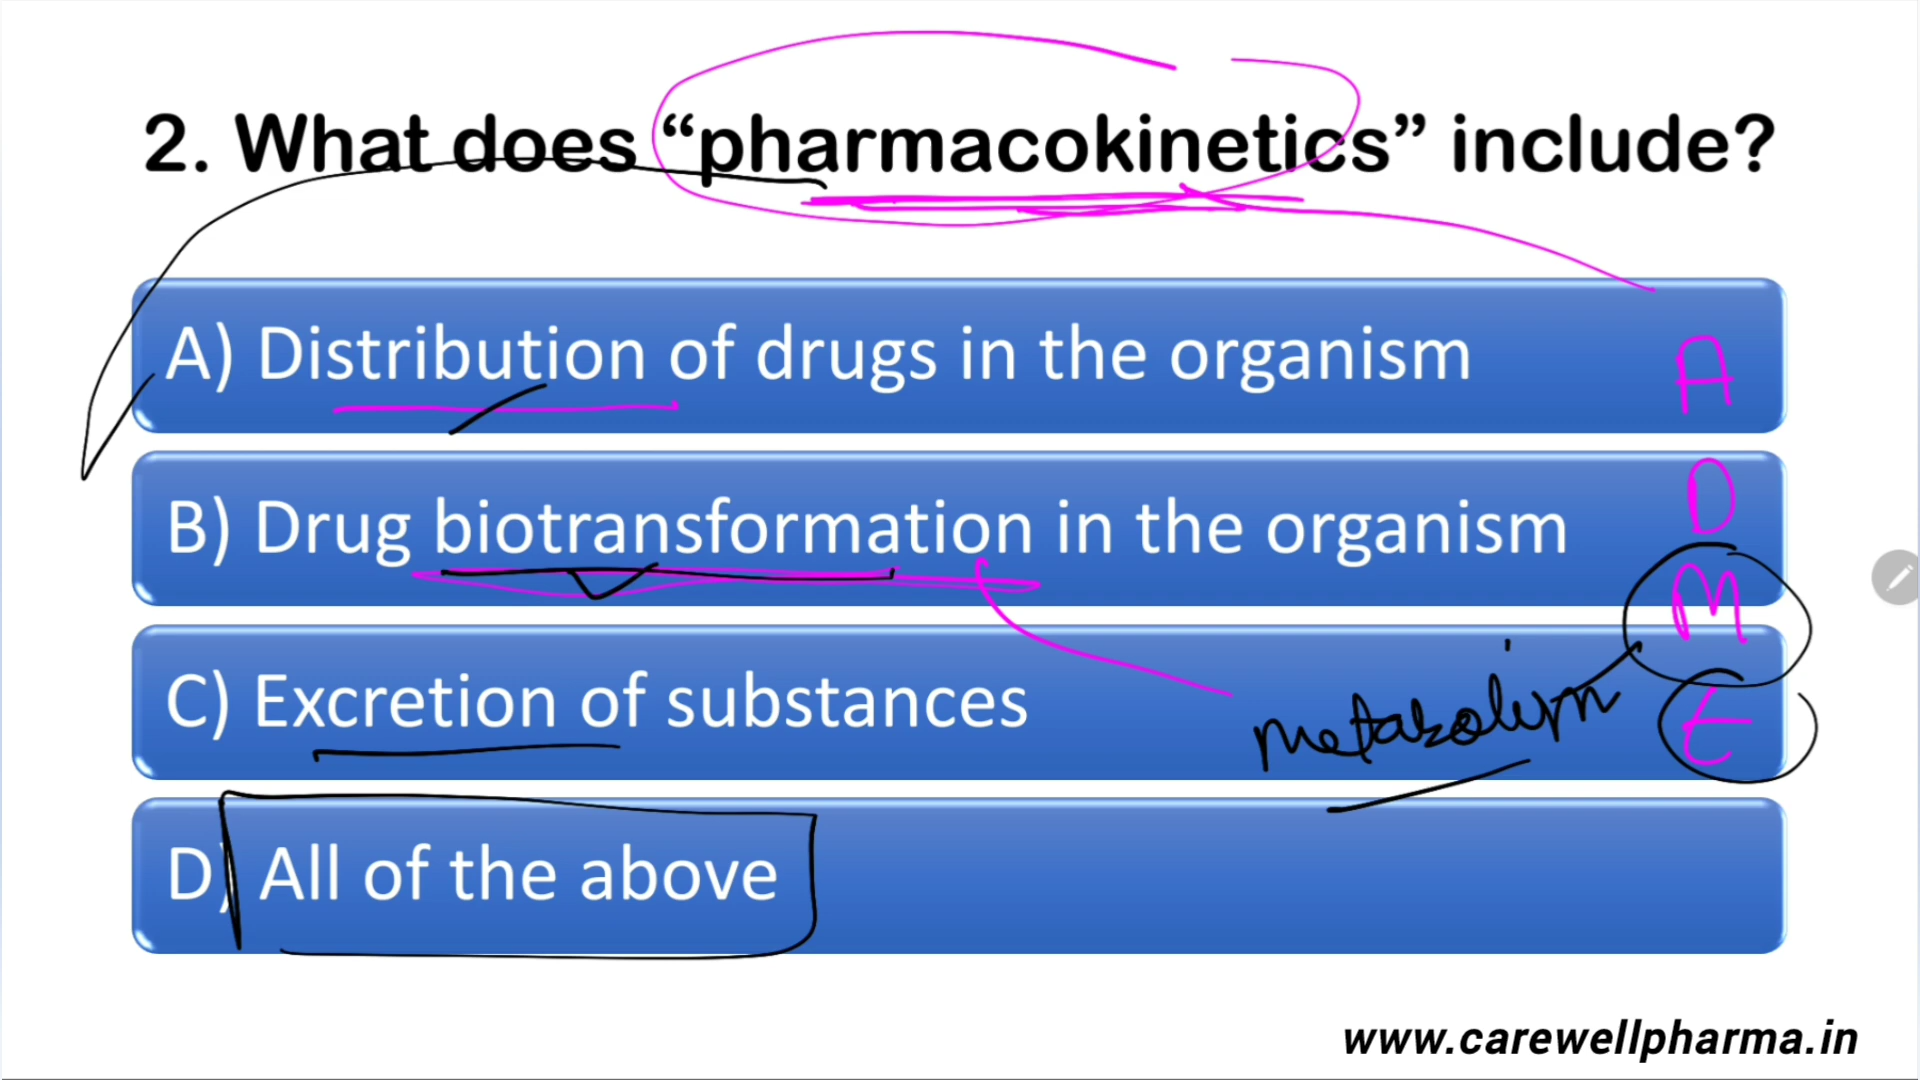 2. What does “pharmacokinetics” include?
A) Distribution of drugs in the organism
A
B) Drug biotransformation in the organism
D
M
C) Excretion of substances
metabolism
E
D) All of the above
www.carewellpharma.in